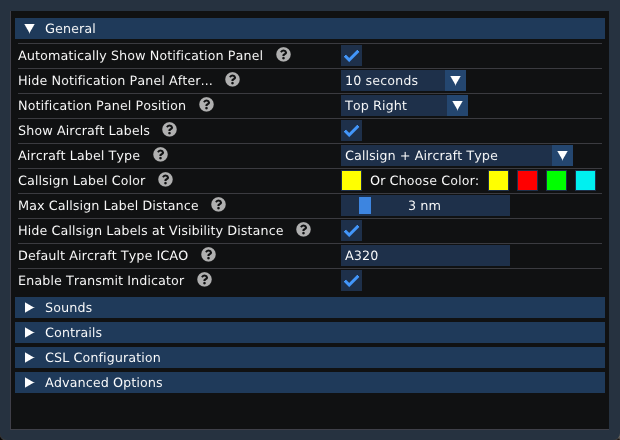 General
Automatically Show Notification Panel
Hide Notification Panel After... 10 seconds
Notification Panel Position Top Right
Show Aircraft Labels
Aircraft Label Type Callsign + Aircraft Type
Callsign Label Color Or Choose Color:
Max Callsign Label Distance 3 nm
Hide Callsign Labels at Visibility Distance
Default Aircraft Type ICAO A320
Enable Transmit Indicator
Sounds
Contrails
CSL Configuration
Advanced Options